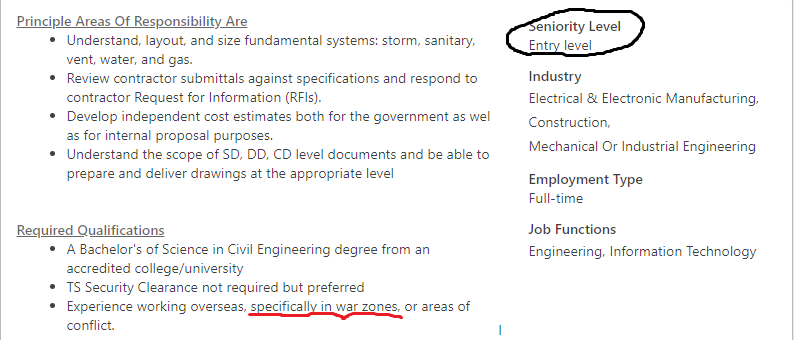 Principle Areas Of Responsibility Are
Understand, layout, and size fundamental systems: storm, sanitary,
vent, water, and gas.
Review contractor submittals against specifications and respond to
contractor Request for Information (RFIs).
Develop independent cost estimates both for the government as wel
as for internal proposal purposes.
Understand the scope of SD, DD, CD level documents and be able to
prepare and deliver drawings at the appropriate level
Required Qualifications
A Bachelor's of Science in Civil Engineering degree from an
accredited college/university
TS Security Clearance not required but preferred
Experience working overseas, specifically in war zones, or areas of
conflict.
Seniority Level
Entry level
Industry
Electrical & Electronic Manufacturing,
Construction,
Mechanical Or Industrial Engineering
Employment Type
Full-time
Job Functions
Engineering, Information Technology